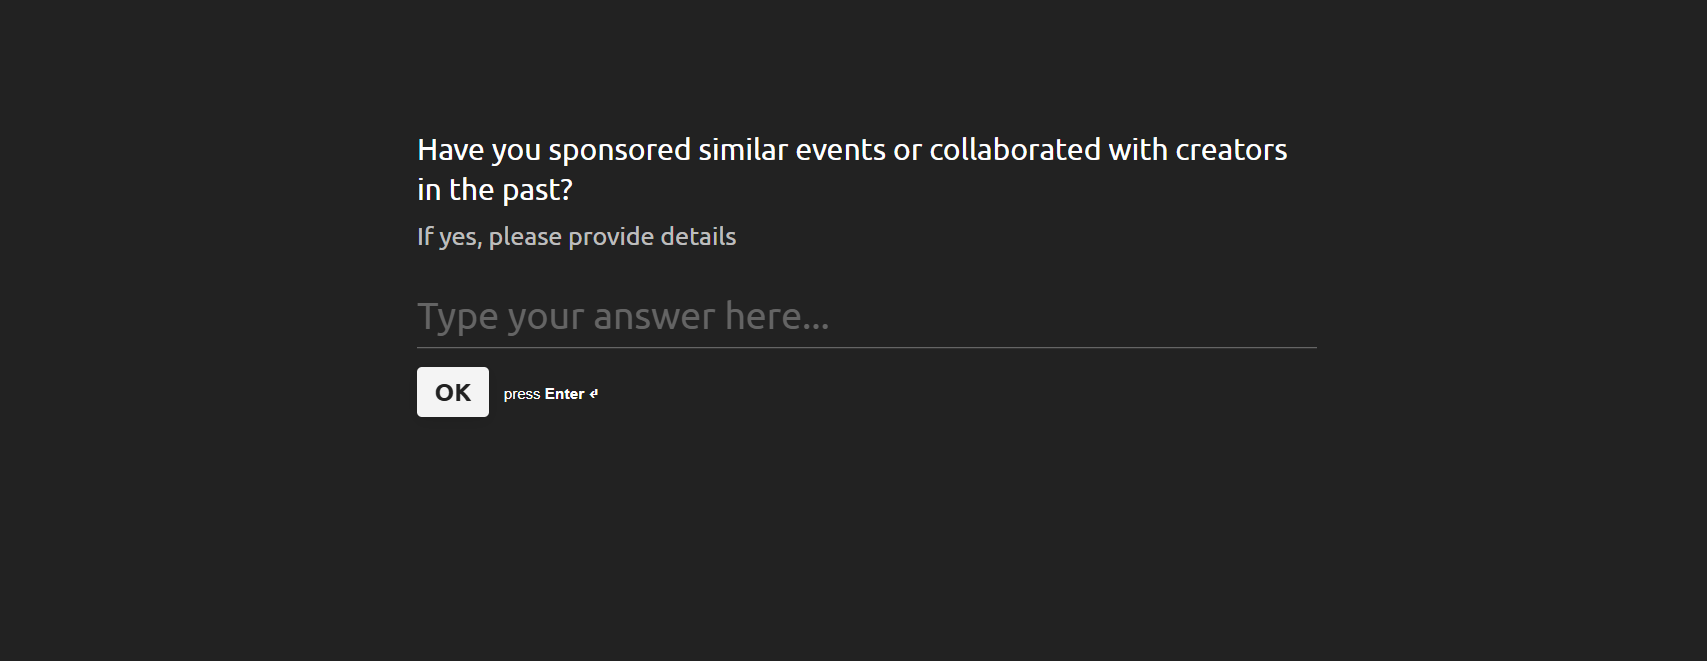 Have you sponsored similar events or collaborated with creators
in the past?
If yes, please provide details
Type your answer here...
OK press Enter ↵